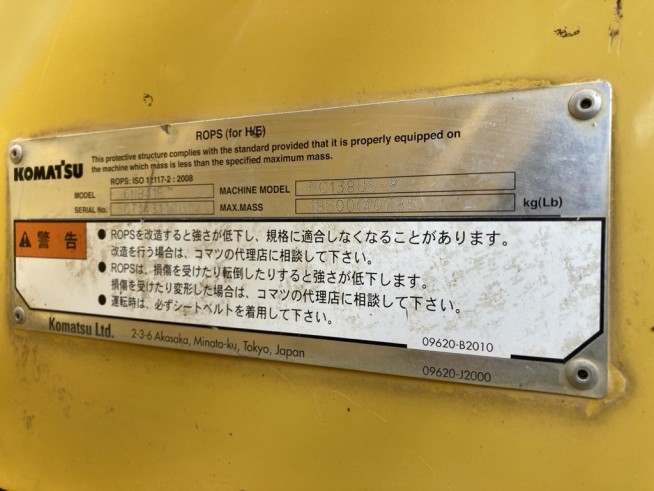 ROPS (for HYE)
KOMATSU
This protective structure complies with the standard provided that it is properly equipped on
the machine which mass is less than the specified maximum mass.
ROPS: ISO 12117-2 : 2008
MODEL
MACHINE MODEL PC138US
SERIAL No.
MAX.MASS kg(Lb)
警告
● ROPSを改造すると強さが低下し、規格に適合しなくなることがあります。
改造を行う場合は、コマツの代理店に相談して下さい。
● ROPSは、損傷を受けたり転倒したりすると強さが低下します。
損傷を受けたり変形した場合は、コマツの代理店に相談して下さい。
● 運転時は、必ずシートベルトを着用して下さい。
09620-B2010
Komatsu Ltd. 2-3-6 Akasaka, Minato-ku, Tokyo, Japan
09620-J2000